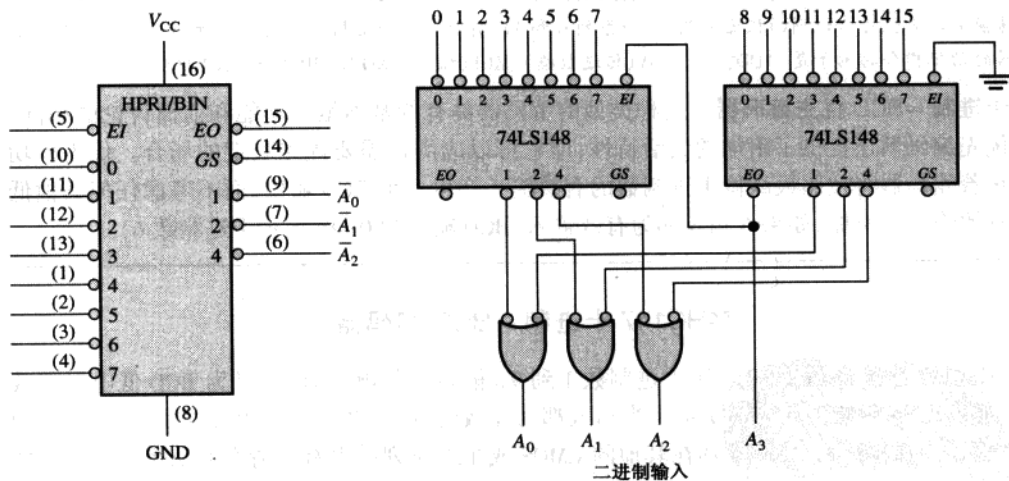 V_CC
(16)
HPRI/BIN
(5) EI
EO (15)
GS (14)
(10) 0
(11) 1
1 (9) A̅₀
(12) 2
2 (7) A̅₁
(13) 3
4 (6) A̅₂
(1) 4
(2) 5
(3) 6
(4) 7
(8)
GND
0 1 2 3 4 5 6 7
0 1 2 3 4 5 6 7 EI
74LS148
EO 1 2 4 GS
8 9 10 11 12 13 14 15
0 1 2 3 4 5 6 7 EI
74LS148
EO 1 2 4 GS
A₀ A₁ A₂ A₃
二进制输入